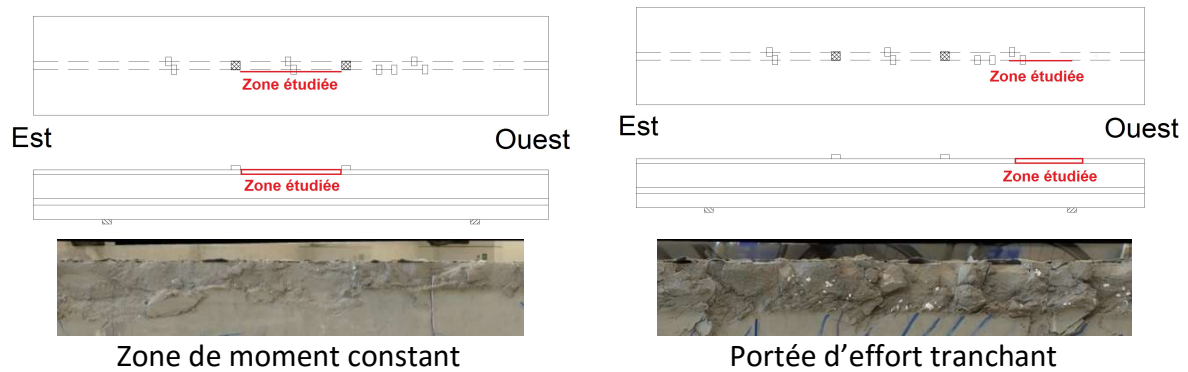 Zone étudiée
Est
Ouest
Zone étudiée
Zone de moment constant
Zone étudiée
Est
Ouest
Zone étudiée
Portée d’effort tranchant